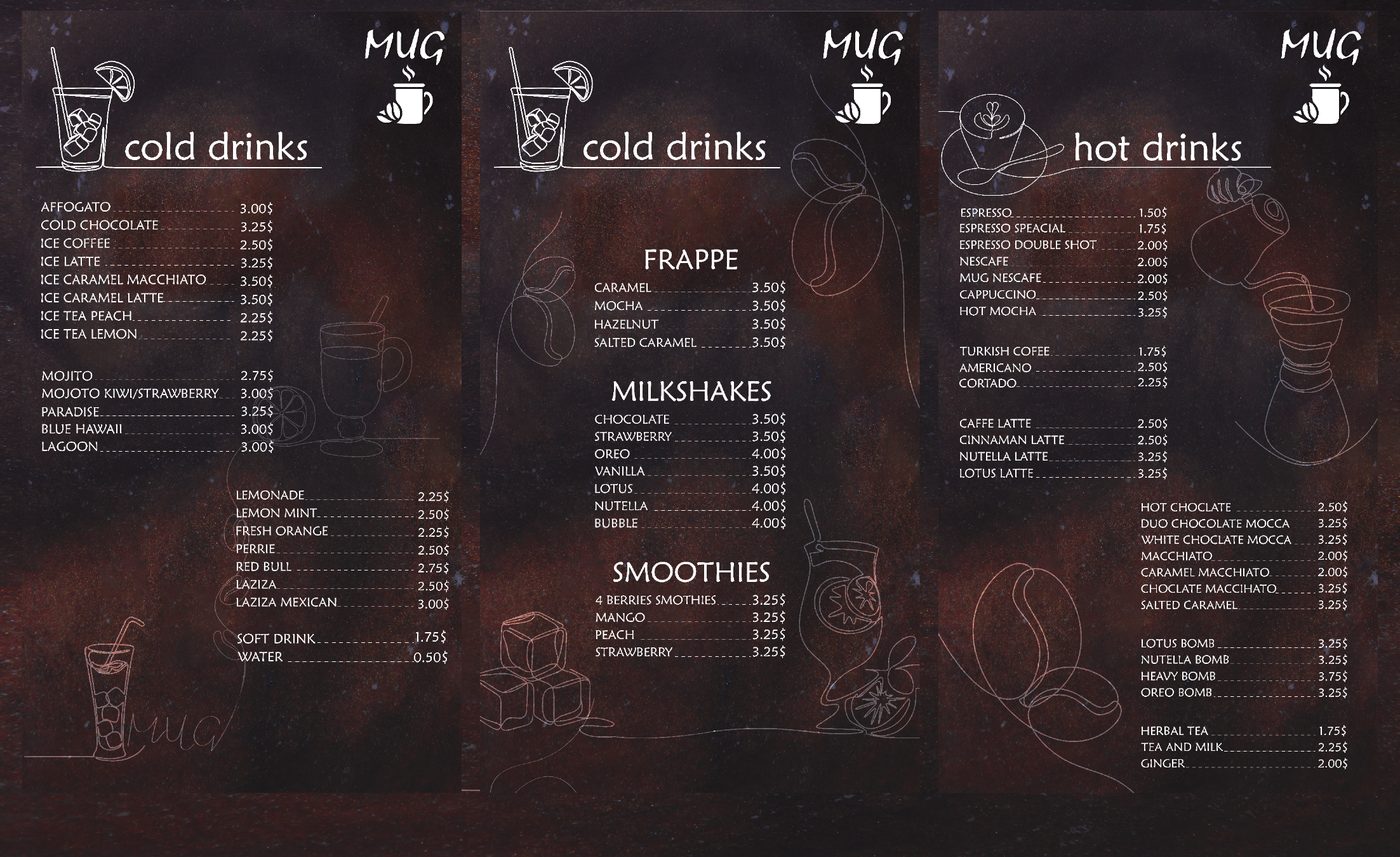 MUG
cold drinks
AFFOGATO 3.00$
COLD CHOCOLATE 3.25$
ICE COFFEE 2.50$
ICE LATTE 3.25$
ICE CARAMEL MACCHIATO 3.50$
ICE CARAMEL LATTE 3.50$
ICE TEA PEACH 2.25$
ICE TEA LEMON 2.25$
MOJITO 2.75$
MOJOTO KIWI/STRAWBERRY 3.00$
PARADISE 3.25$
BLUE HAWAII 3.00$
LAGOON 3.00$
LEMONADE 2.25$
LEMON MINT 2.50$
FRESH ORANGE 2.25$
PERRIE 2.50$
RED BULL 2.75$
LAZIZA 2.50$
LAZIZA MEXICAN 3.00$
SOFT DRINK 1.75$
WATER 0.50$
MUG
MUG
cold drinks
FRAPPE
CARAMEL 3.50$
MOCHA 3.50$
HAZELNUT 3.50$
SALTED CARAMEL 3.50$
MILKSHAKES
CHOCOLATE 3.50$
STRAWBERRY 3.50$
OREO 4.00$
VANILLA 3.50$
LOTUS 4.00$
NUTELLA 4.00$
BUBBLE 4.00$
SMOOTHIES
4 BERRIES SMOTHIES 3.25$
MANGO 3.25$
PEACH 3.25$
STRAWBERRY 3.25$
MUG
hot drinks
ESPRESSO 1.50$
ESPRESSO SPEACIAL 1.75$
ESPRESSO DOUBLE SHOT 2.00$
NESCAFE 2.00$
MUG NESCAFE 2.00$
CAPPUCCINO 2.50$
HOT MOCHA 3.25$
TURKISH COFEE 1.75$
AMERICANO 2.50$
CORTADO 2.25$
CAFFE LATTE 2.50$
CINNAMAN LATTE 2.50$
NUTELLA LATTE 3.25$
LOTUS LATTE 3.25$
HOT CHOCLATE 2.50$
DUO CHOCOLATE MOCCA 3.25$
WHITE CHOCLATE MOCCA 3.25$
MACCHIATO 2.00$
CARAMEL MACCHIATO 2.00$
CHOCLATE MACCIHATO 3.25$
SALTED CARAMEL 3.25$
LOTUS BOMB 3.25$
NUTELLA BOMB 3.25$
HEAVY BOMB 3.75$
OREO BOMB 3.25$
HERBAL TEA 1.75$
TEA AND MILK 2.25$
GINGER 2.00$